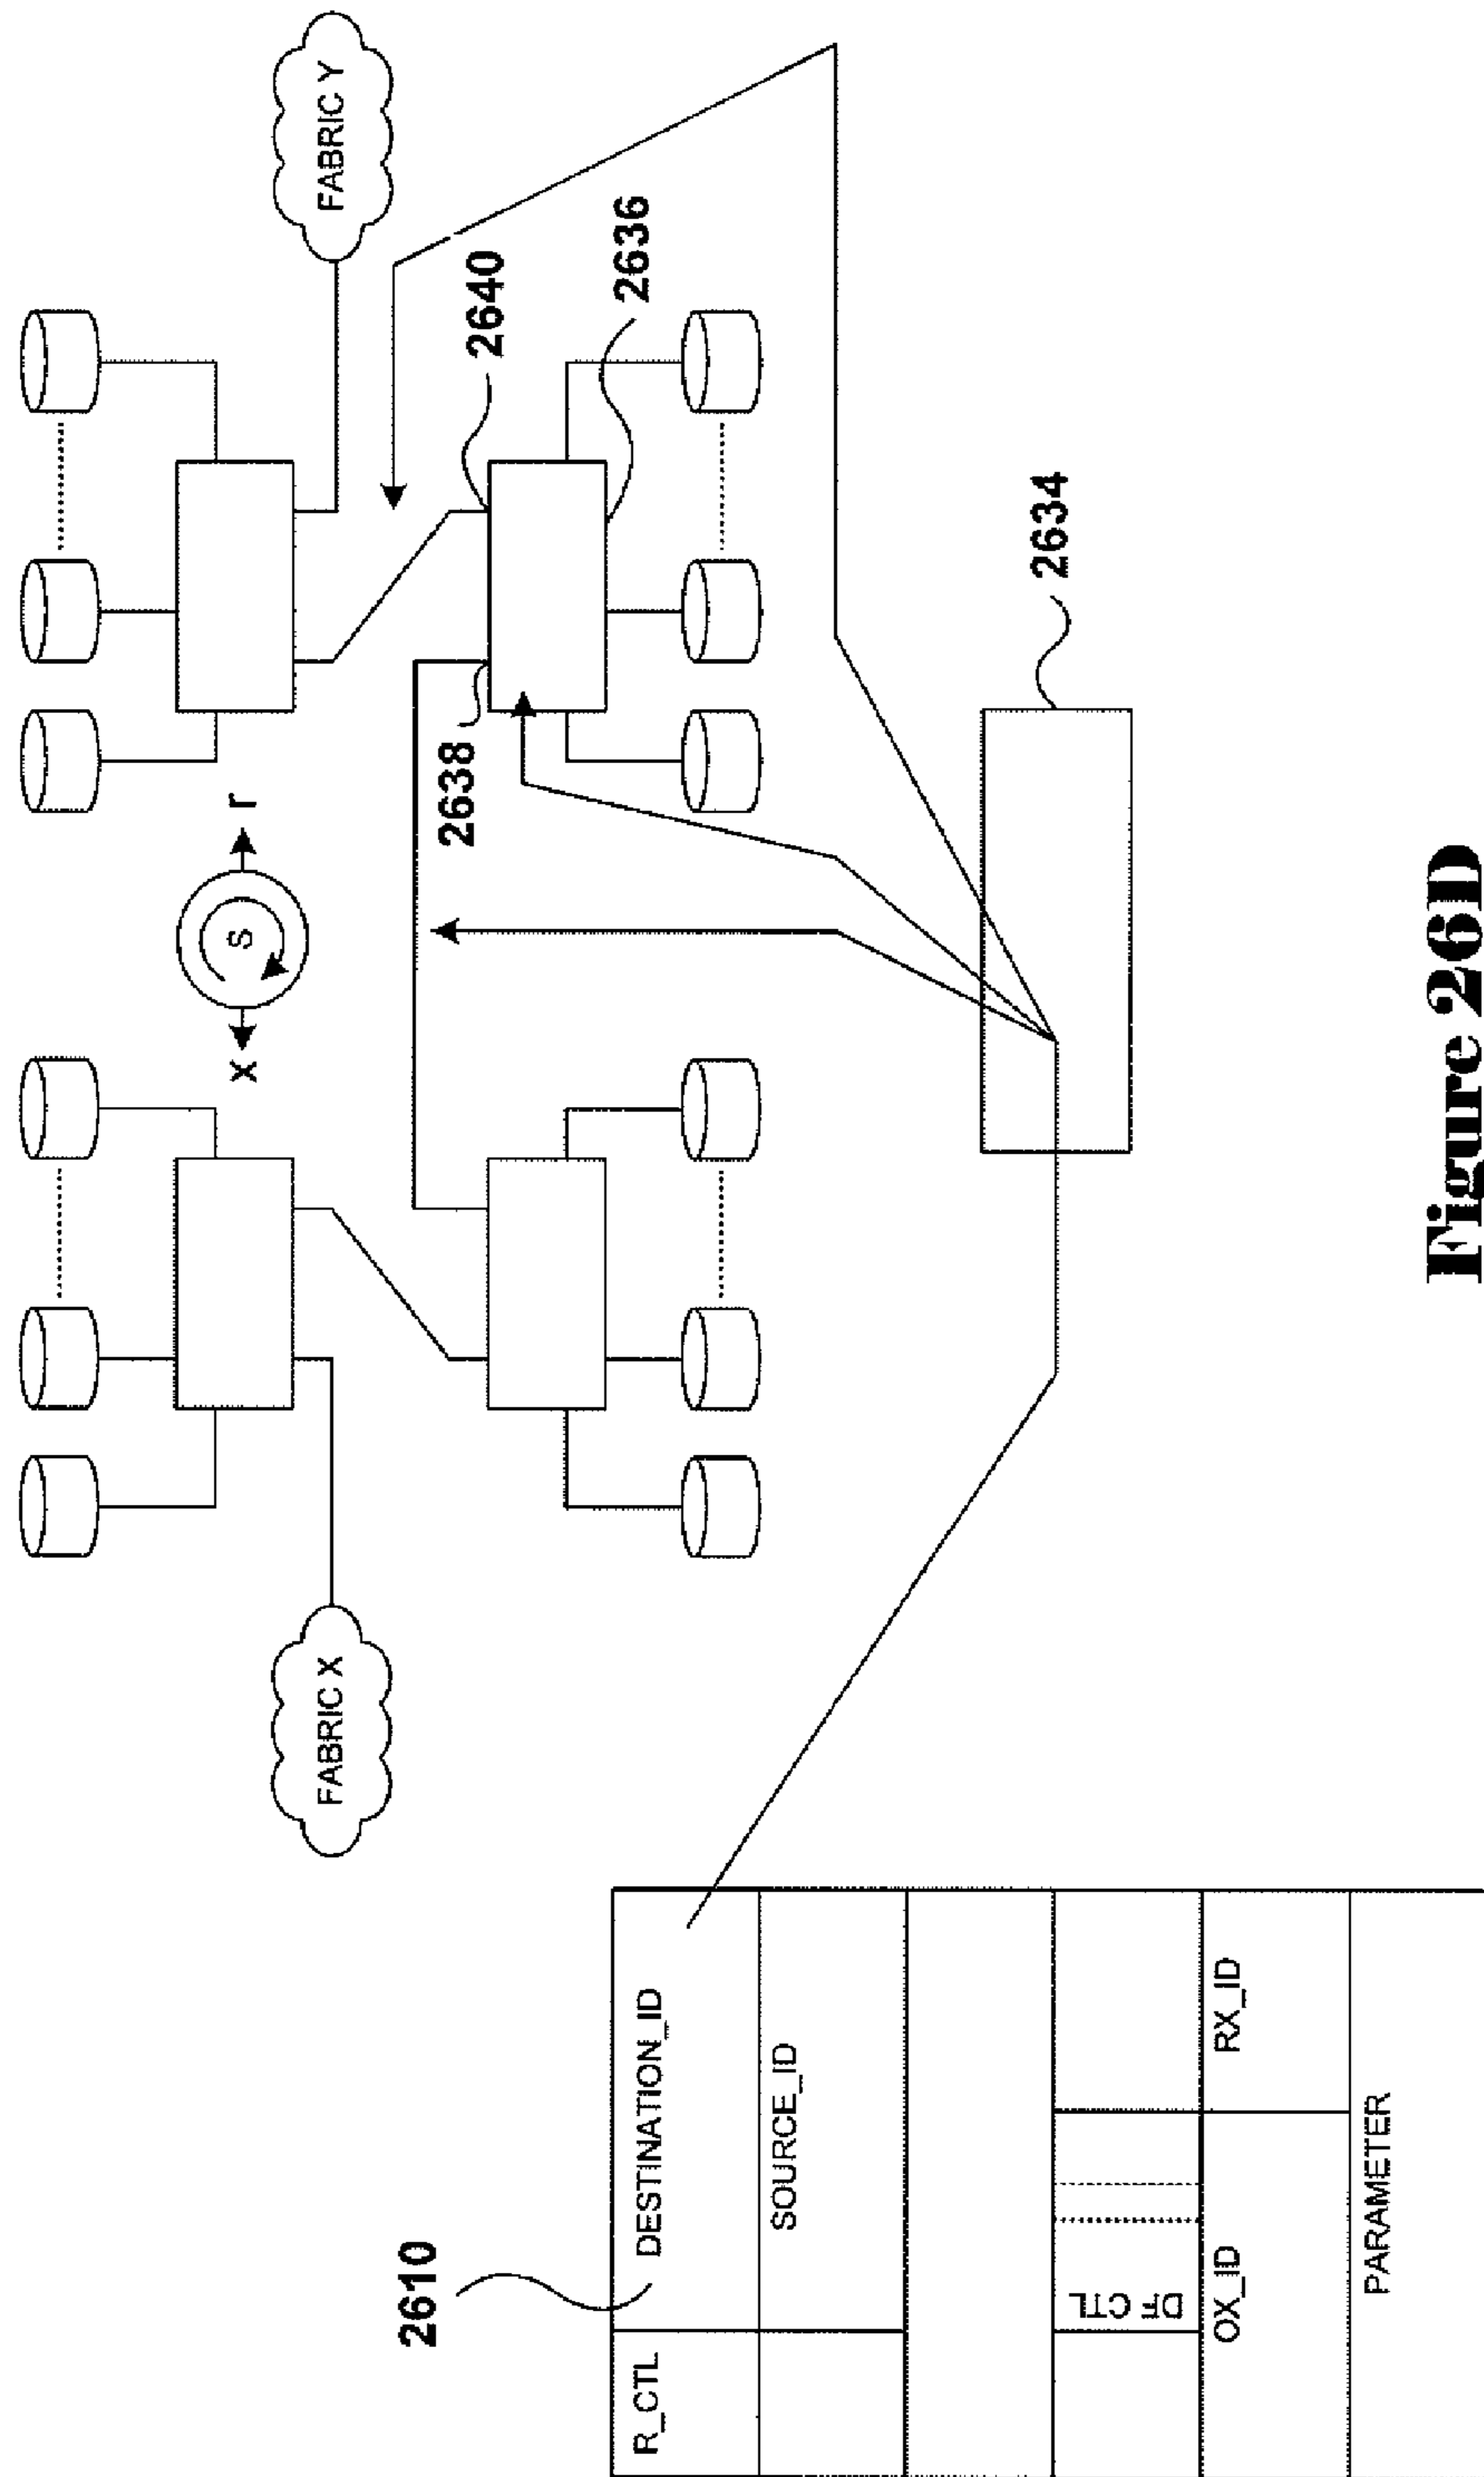 FABRIC X
FABRIC Y
x
S
r
2638
2640
2636
2634
2610
R_CTL
DESTINATION_ID
SOURCE_ID
DF CTL
OX_ID
RX_ID
PARAMETER
Figure 26D